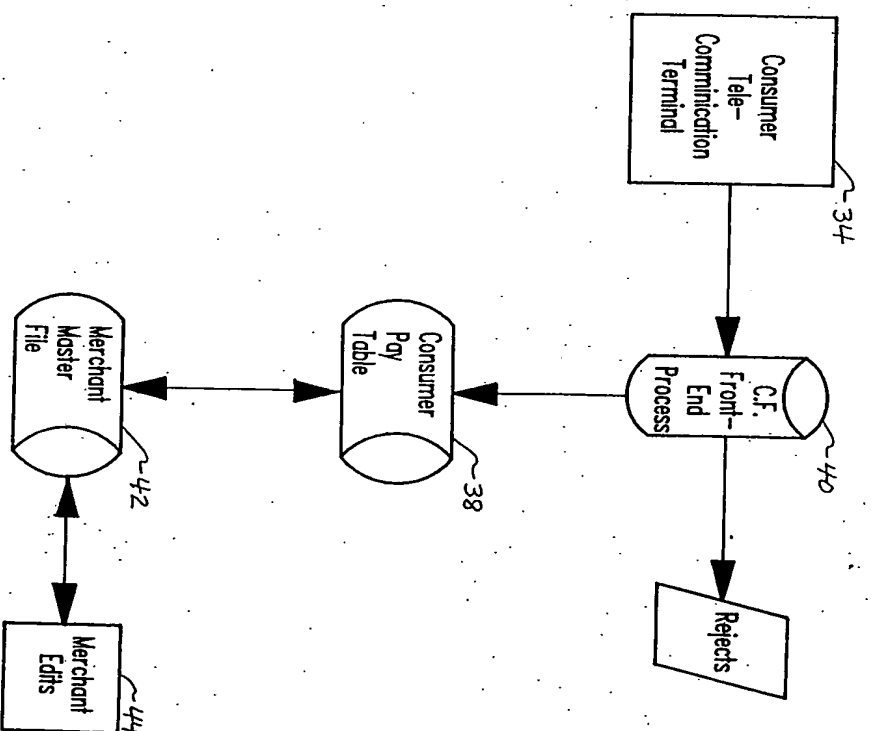 Consumer
Tele-
Comminication
Terminal
34
C.F.
Front-
End
Process
40
Rejects
Consumer
Pay
Table
38
Merchant
Master
File
42
Merchant
Edits
44